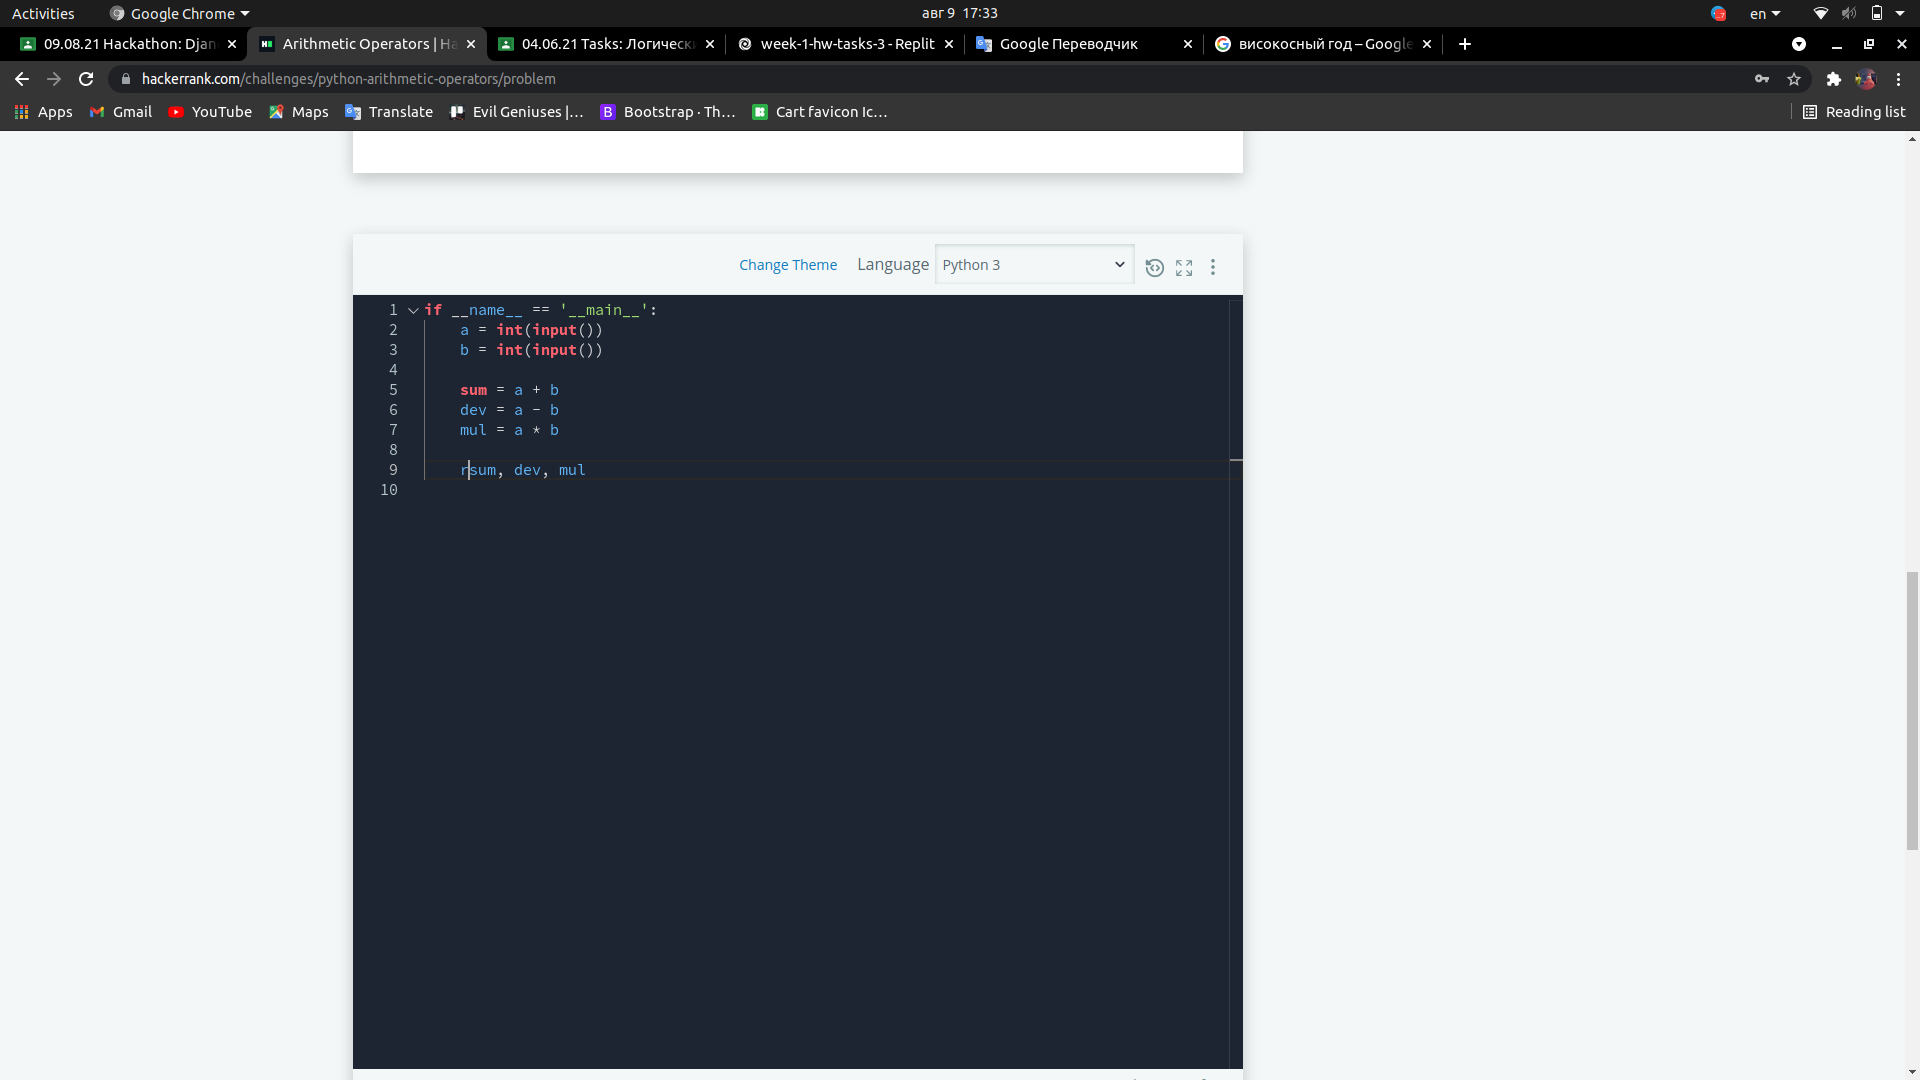 Activities
Google Chrome
авг 9 17:33
en
09.08.21 Hackathon: Djan
Arithmetic Operators | Ha
04.06.21 Tasks: Логическ
week-1-hw-tasks-3 - Replit
Google Переводчик
високосный год – Google
hackerrank.com/challenges/python-arithmetic-operators/problem
Apps
Gmail
YouTube
Maps
Translate
Evil Geniuses |...
Bootstrap · Th...
Cart favicon Ic...
Reading list
Change Theme
Language
Python 3
1 if __name__ == '__main__':
2 a = int(input())
3 b = int(input())
4
5 sum = a + b
6 dev = a - b
7 mul = a * b
8
9 rsum, dev, mul
10